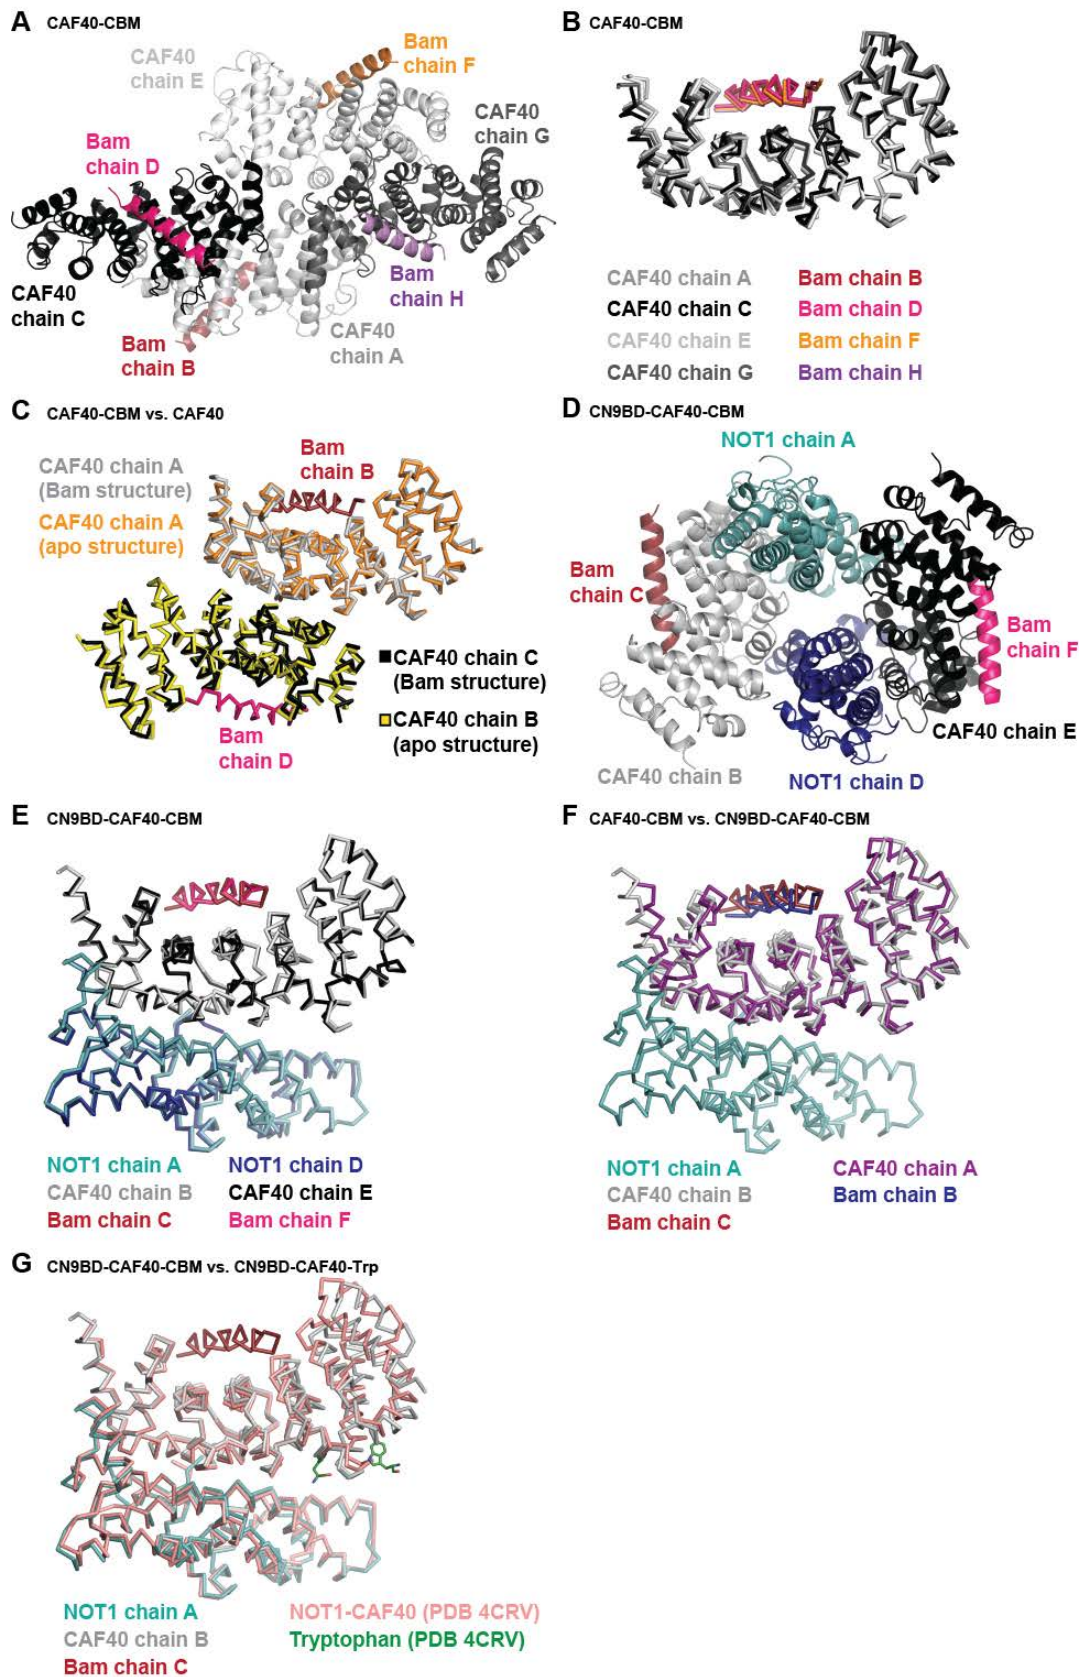 A CAF40-CBM
CAF40
chain E
Bam
chain F
CAF40
chain G
Bam
chain D
CAF40
chain C
Bam
chain B
Bam
chain H
CAF40
chain A
B CAF40-CBM
CAF40 chain A
Bam chain B
CAF40 chain C
Bam chain D
CAF40 chain E
Bam chain F
CAF40 chain G
Bam chain H
C CAF40-CBM vs. CAF40
CAF40 chain A
(Bam structure)
CAF40 chain A
(apo structure)
Bam
chain B
CAF40 chain C
(Bam structure)
CAF40 chain B
(apo structure)
Bam
chain D
D CN9BD-CAF40-CBM
NOT1 chain A
Bam
chain C
Bam
chain F
CAF40 chain E
CAF40 chain B
NOT1 chain D
E CN9BD-CAF40-CBM
NOT1 chain A
NOT1 chain D
CAF40 chain B
CAF40 chain E
Bam chain C
Bam chain F
F CAF40-CBM vs. CN9BD-CAF40-CBM
NOT1 chain A
CAF40 chain A
CAF40 chain B
Bam chain B
Bam chain C
G CN9BD-CAF40-CBM vs. CN9BD-CAF40-Trp
NOT1 chain A
NOT1-CAF40 (PDB 4CRV)
CAF40 chain B
Tryptophan (PDB 4CRV)
Bam chain C